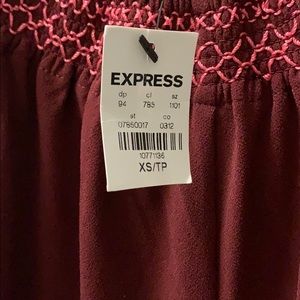 EXPRESS
dp cl sz
94 785 1101
st co
07850017 0312
10771136
XS/TP